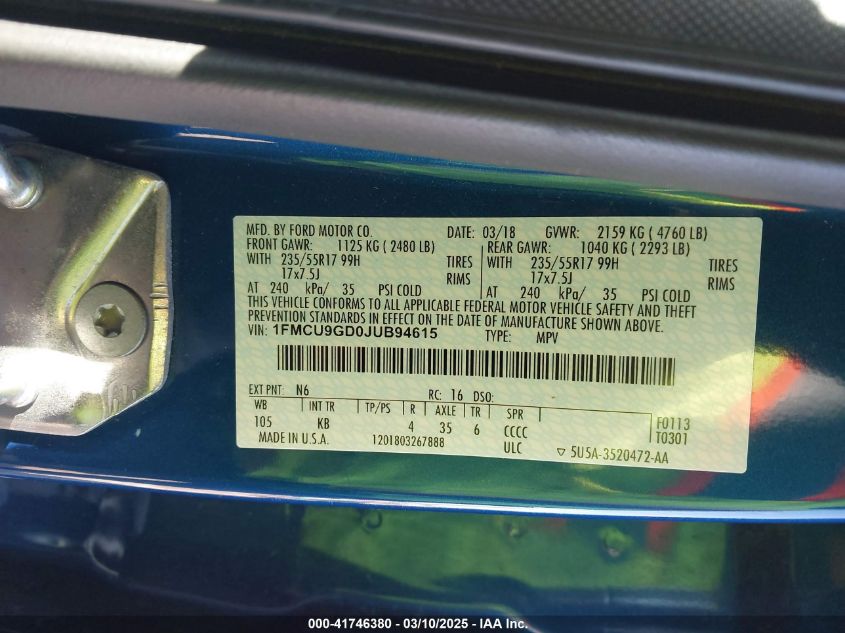 MFD. BY FORD MOTOR CO. DATE: 03/18 GVWR: 2159 KG ( 4760 LB)
FRONT GAWR: 1125 KG ( 2480 LB) REAR GAWR: 1040 KG ( 2293 LB)
WITH 235/55R17 99H TIRES WITH 235/55R17 99H TIRES
17x7.5J RIMS 17x7.5J RIMS
AT 240 kPa/ 35 PSI COLD AT 240 kPa/ 35 PSI COLD
THIS VEHICLE CONFORMS TO ALL APPLICABLE FEDERAL MOTOR VEHICLE SAFETY AND THEFT
PREVENTION STANDARDS IN EFFECT ON THE DATE OF MANUFACTURE SHOWN ABOVE.
VIN: 1FMCU9GD0JUB94615 TYPE: MPV
EXT PNT: N6 RC: 16 DSO:
WB INT TR TP/PS R AXLE TR SPR F0113
105 KB 4 35 6 CCCC T0301
MADE IN U.S.A. 1201803267888 ULC ▽ 5U5A-3520472-AA
000-41746380 - 03/10/2025 - IAA Inc.